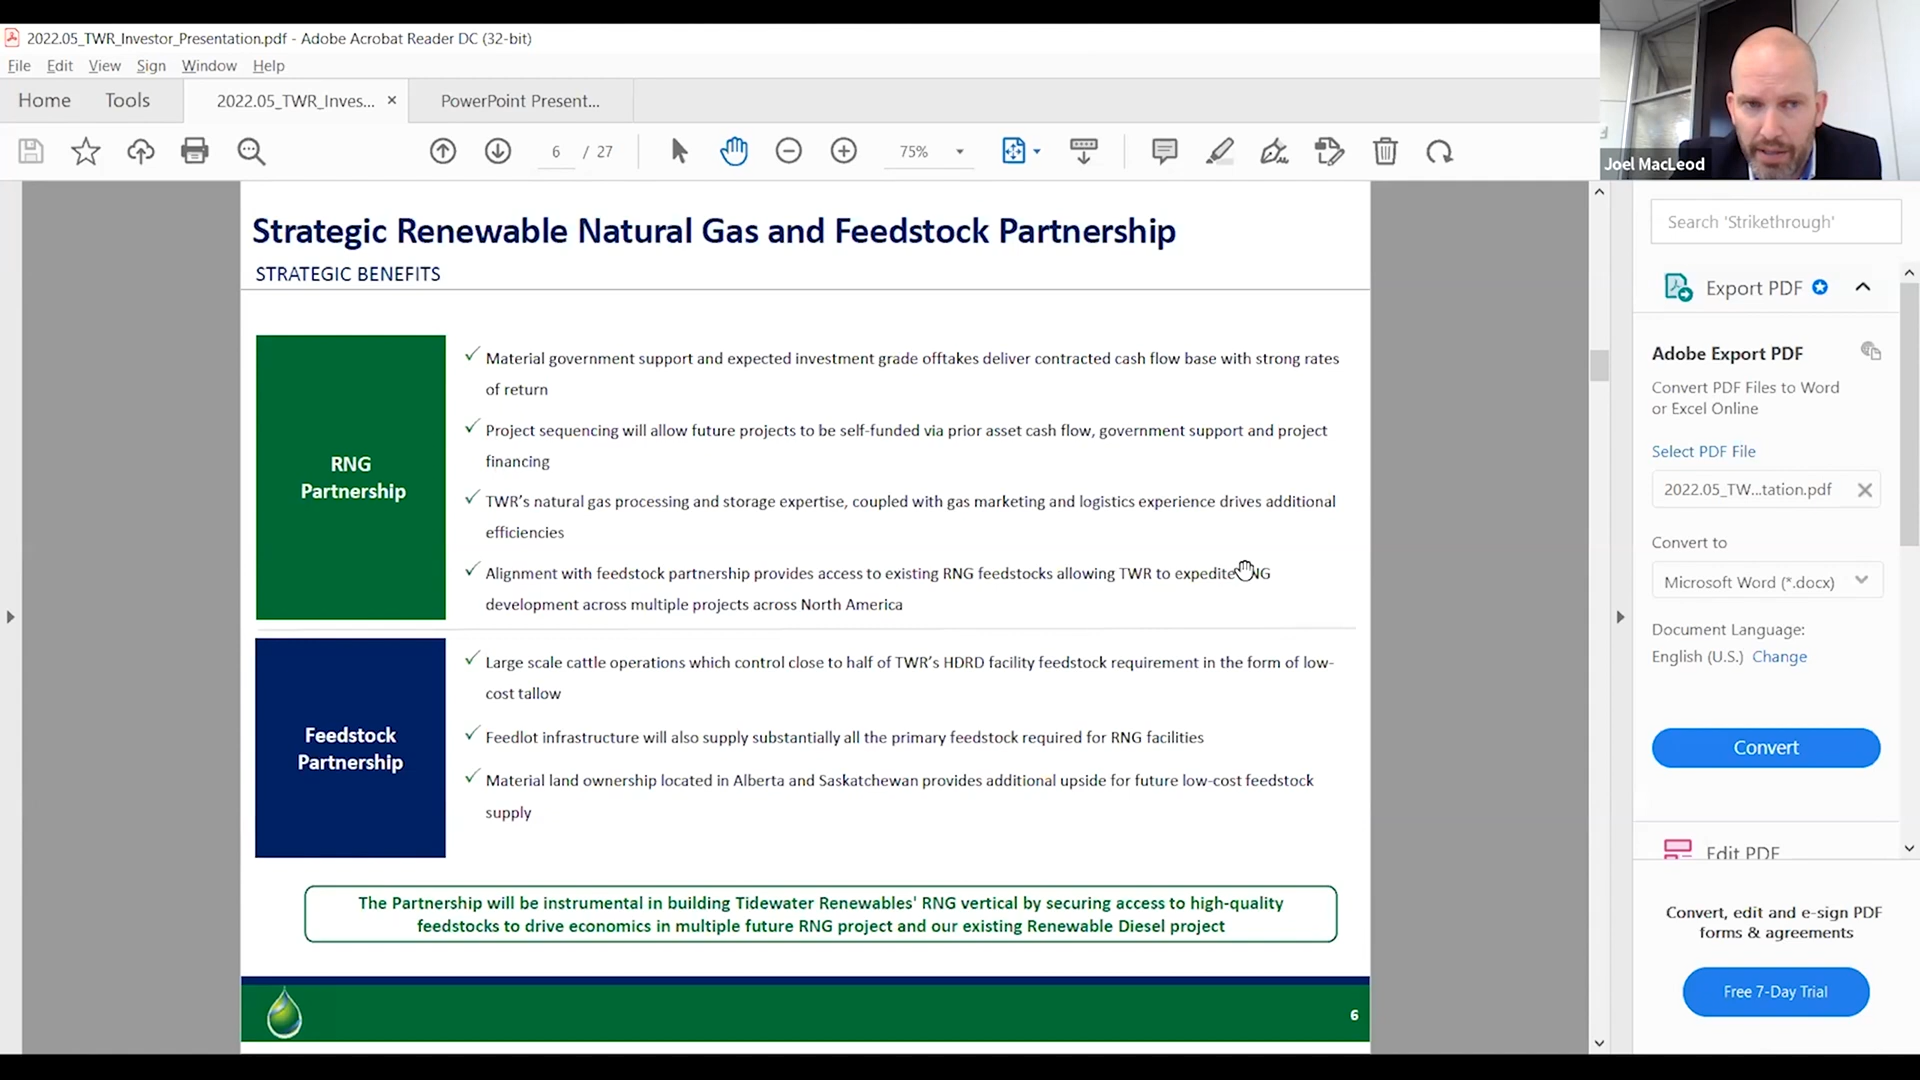 2022.05_TWR_Investor_Presentation.pdf - Adobe Acrobat Reader DC (32-bit)
File Edit View Sign Window Help
Home Tools 2022.05_TWR_Inves... × PowerPoint Present...
6 / 27 75%
Joel MacLeod
Strategic Renewable Natural Gas and Feedstock Partnership
STRATEGIC BENEFITS
RNG
Partnership
✓ Material government support and expected investment grade offtakes deliver contracted cash flow base with strong rates
of return
✓ Project sequencing will allow future projects to be self-funded via prior asset cash flow, government support and project
financing
✓ TWR's natural gas processing and storage expertise, coupled with gas marketing and logistics experience drives additional
efficiencies
✓ Alignment with feedstock partnership provides access to existing RNG feedstocks allowing TWR to expedite NG
development across multiple projects across North America
Feedstock
Partnership
✓ Large scale cattle operations which control close to half of TWR's HDRD facility feedstock requirement in the form of low-
cost tallow
✓ Feedlot infrastructure will also supply substantially all the primary feedstock required for RNG facilities
✓ Material land ownership located in Alberta and Saskatchewan provides additional upside for future low-cost feedstock
supply
The Partnership will be instrumental in building Tidewater Renewables' RNG vertical by securing access to high-quality
feedstocks to drive economics in multiple future RNG project and our existing Renewable Diesel project
6
Search 'Strikethrough'
Export PDF
Adobe Export PDF
Convert PDF Files to Word
or Excel Online
Select PDF File
2022.05_TW...tation.pdf
Convert to
Microsoft Word (*.docx)
Document Language:
English (U.S.) Change
Convert
Edit PDF
Convert, edit and e-sign PDF
forms & agreements
Free 7-Day Trial